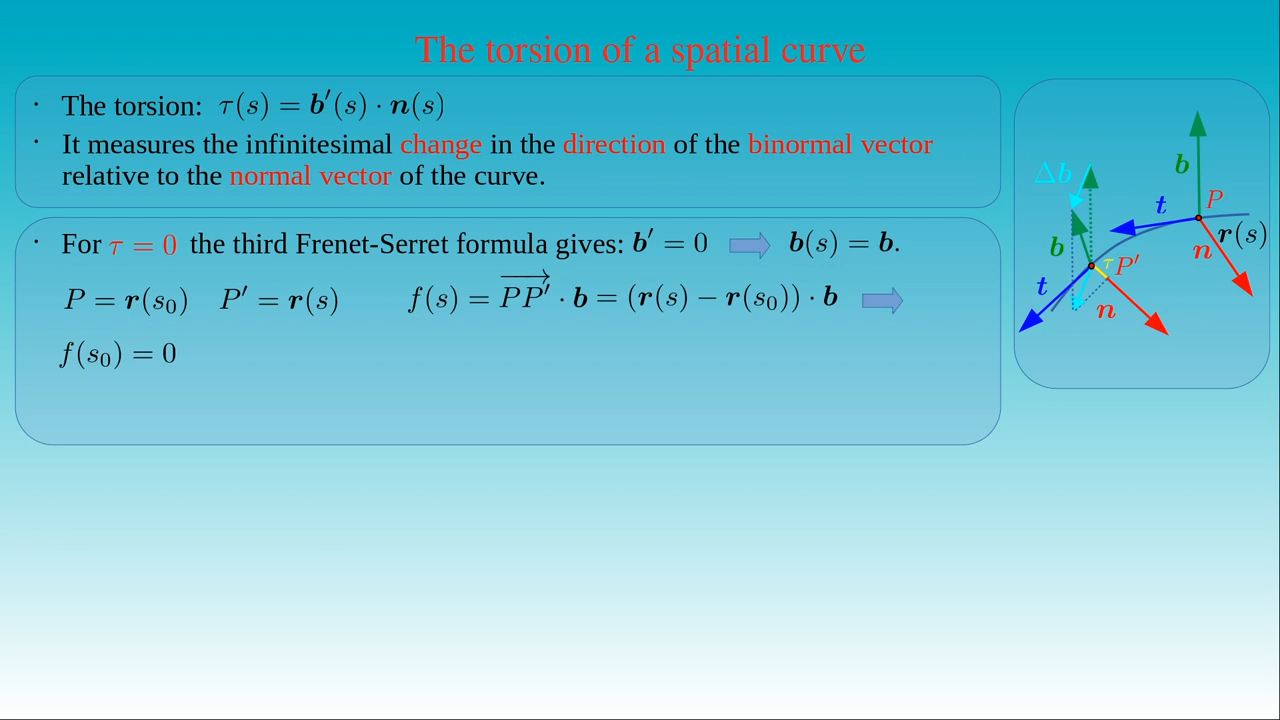 The torsion of a spatial curve
· The torsion: τ(s) = b′(s) · n(s)
· It measures the infinitesimal change in the direction of the binormal vector
relative to the normal vector of the curve.
· For τ = 0 the third Frenet-Serret formula gives: b′ = 0 b(s) = b.
P = r(s₀) P′ = r(s) f(s) = \overrightarrow{PP′} · b = (r(s) − r(s₀)) · b
f(s₀) = 0
b
Δb
P
t
r(s)
b
n
τ
P′
t
n